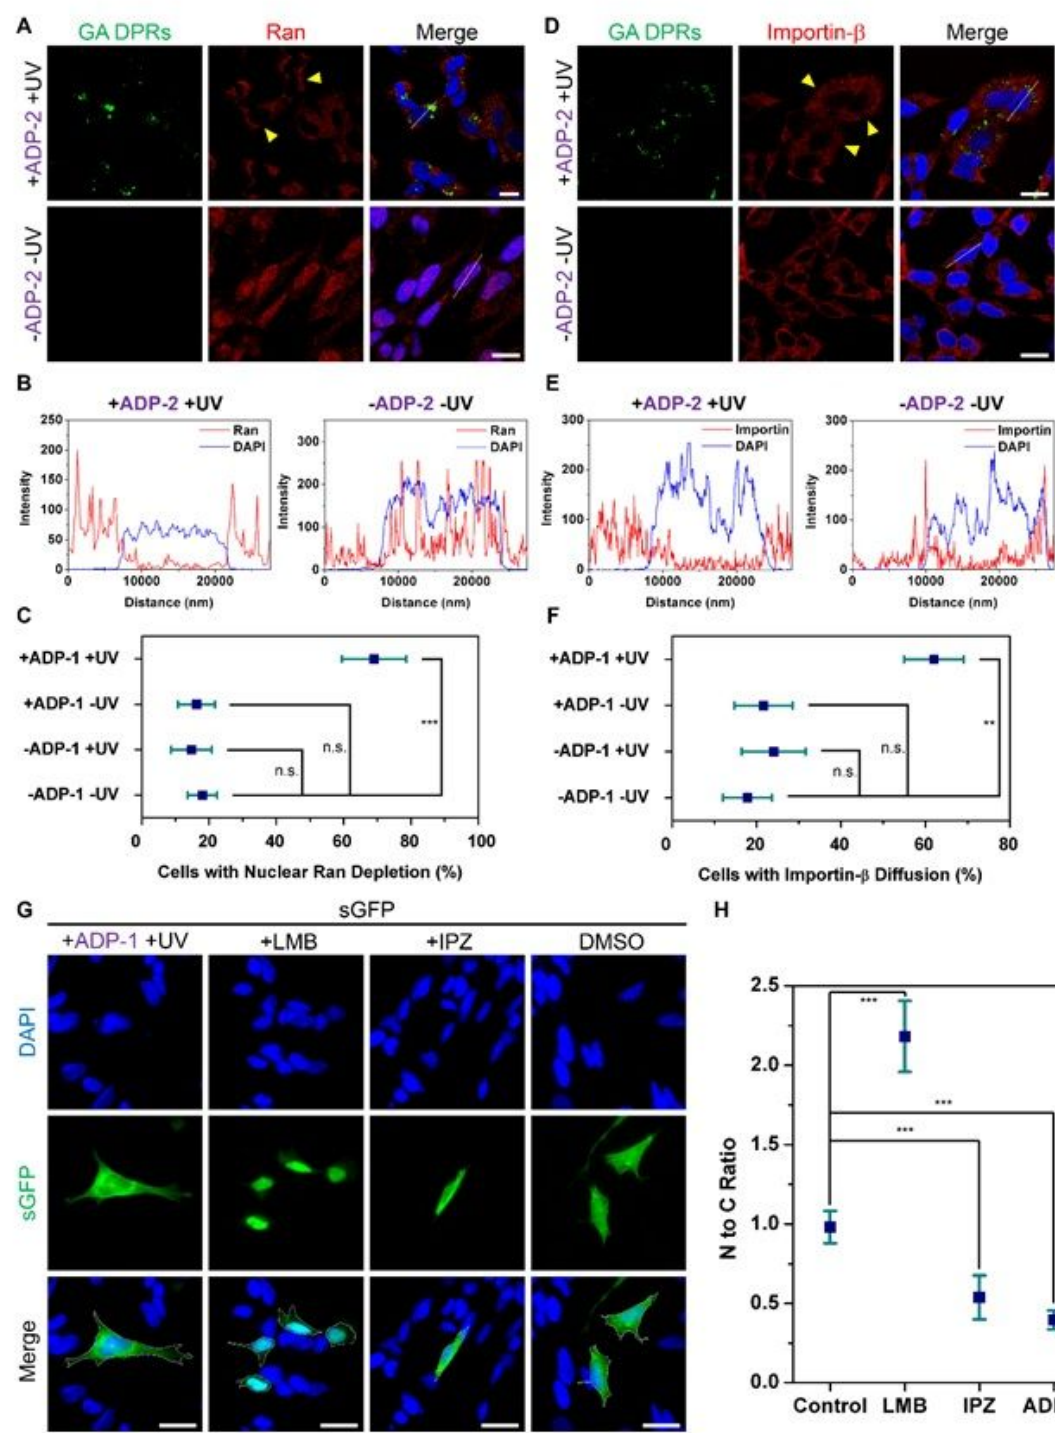 A
GA DPRs Ran Merge
+ADP-2 +UV
-ADP-2 -UV
D
GA DPRs Importin-β Merge
+ADP-2 +UV
-ADP-2 -UV
B
+ADP-2 +UV
250
200
150
100
50
0
Intensity
Ran
DAPI
0 10000 20000
Distance (nm)
-ADP-2 -UV
300
200
100
0
Intensity
Ran
DAPI
10000 20000
Distance (nm)
E
+ADP-2 +UV
300
200
100
0
Intensity
Importin
DAPI
0 10000 20000
Distance (nm)
-ADP-2 -UV
300
200
100
0
Intensity
Importin
DAPI
0 10000 20000
Distance (nm)
C
+ADP-1 +UV
+ADP-1 -UV
-ADP-1 +UV
-ADP-1 -UV
***
n.s.
n.s.
0 20 40 60 80 100
Cells with Nuclear Ran Depletion (%)
F
+ADP-1 +UV
+ADP-1 -UV
-ADP-1 +UV
-ADP-1 -UV
**
n.s.
n.s.
0 20 40 60 80
Cells with Importin-β Diffusion (%)
G
sGFP
+ADP-1 +UV +LMB +IPZ DMSO
DAPI
sGFP
Merge
H
2.5
2.0
1.5
1.0
0.5
0.0
N to C Ratio
***
***
***
Control LMB IPZ